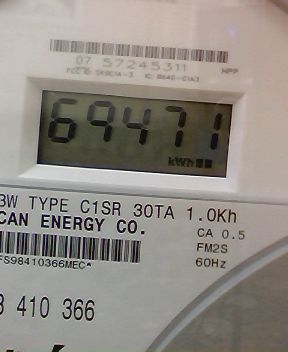 07 57245311
NPP
69471
kWh
3W TYPE C1SR 30TA 1.0Kh
CAN ENERGY CO.
CA 0.5
FM2S
60Hz
FS98410366MEC*
410 366